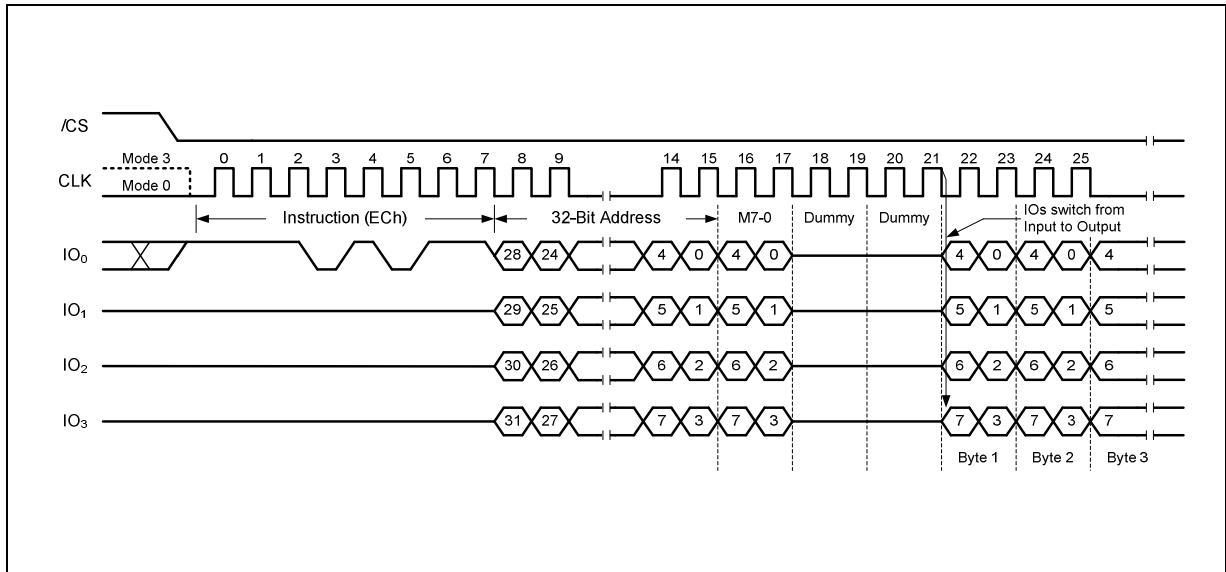 /CS
Mode 3 0 1 2 3 4 5 6 7 8 9 14 15 16 17 18 19 20 21 22 23 24 25
CLK
Mode 0
Instruction (ECh) 32-Bit Address M7-0 Dummy Dummy IOs switch from
Input to Output
IO₀ 28 24 4 0 4 0 4 0 4 0 4
IO₁ 29 25 5 1 5 1 5 1 5 1 5
IO₂ 30 26 6 2 6 2 6 2 6 2 6
IO₃ 31 27 7 3 7 3 7 3 7 3 7
Byte 1 Byte 2 Byte 3